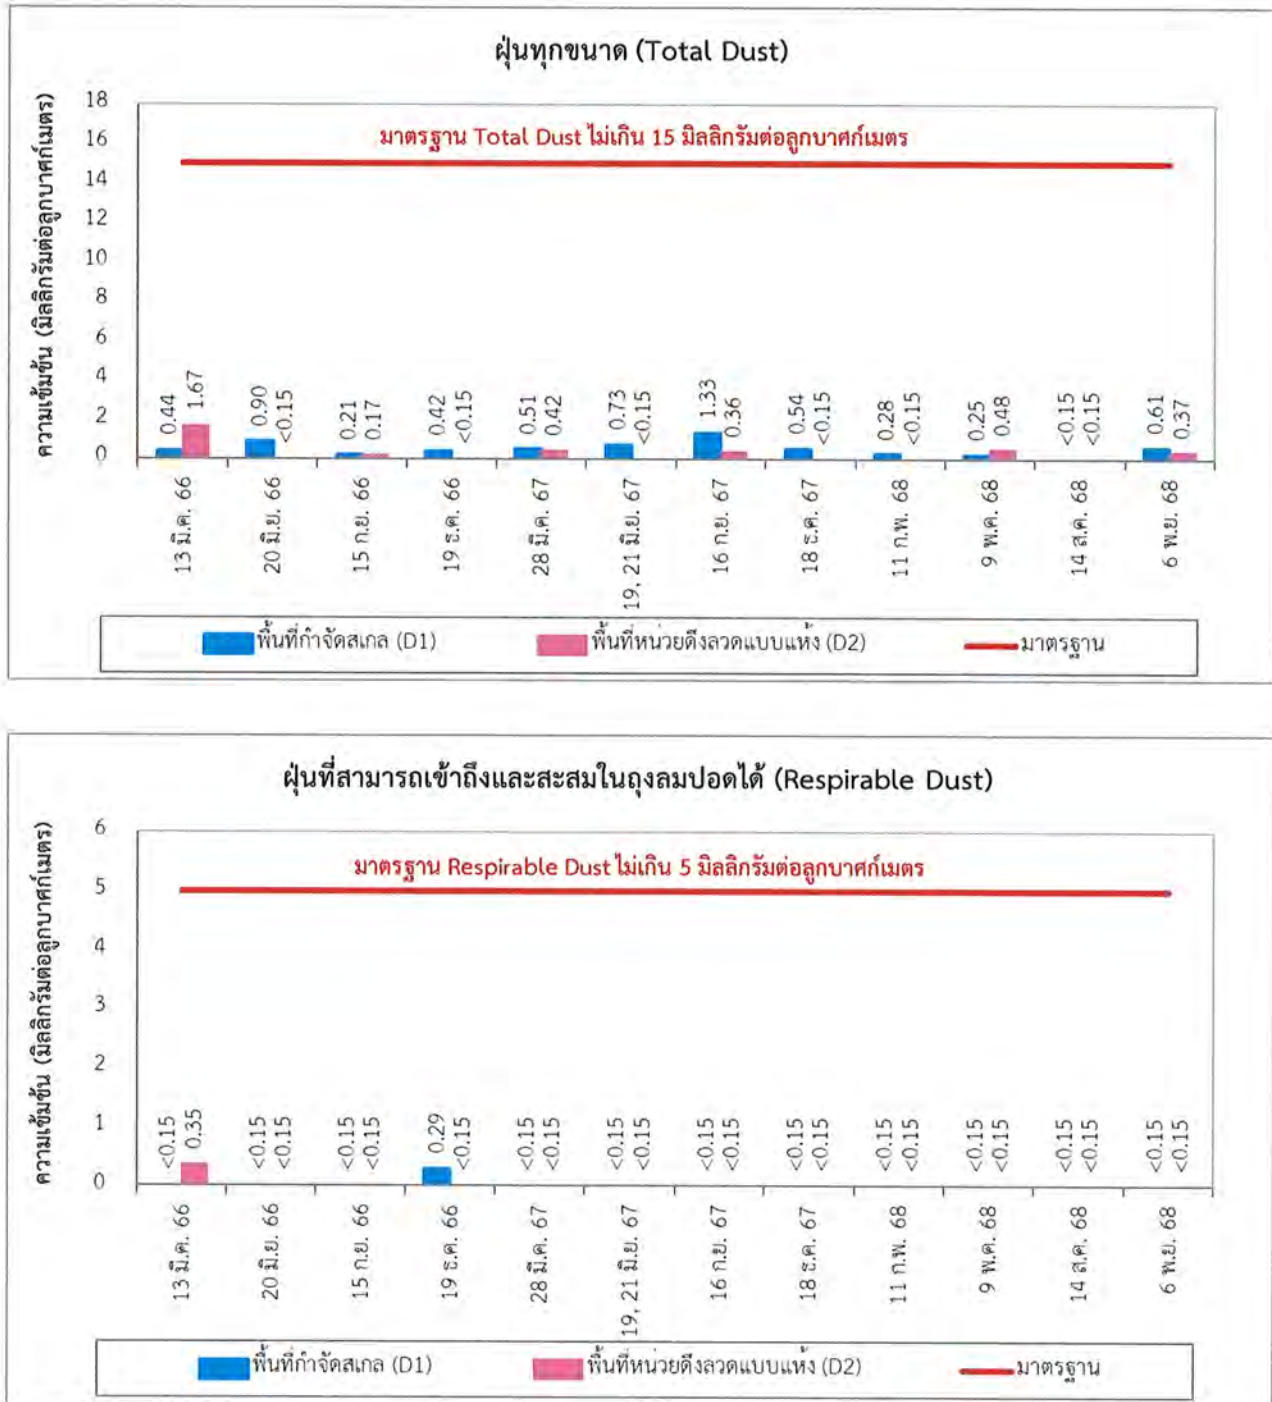 ฝุ่นทุกขนาด (Total Dust)
ความเข้มข้น (มิลลิกรัมต่อลูกบาศก์เมตร)
18
16
14
12
10
8
6
4
2
0
มาตรฐาน Total Dust ไม่เกิน 15 มิลลิกรัมต่อลูกบาศก์เมตร
0.44 1.67 0.90 <0.15 0.21 0.17 0.42 <0.15 0.51 0.42 0.73 <0.15 1.33 0.36 0.54 <0.15 0.28 <0.15 0.25 0.48 <0.15 <0.15 0.61 0.37
13 มี.ค. 66 20 มิ.ย. 66 15 ก.ย. 66 19 ธ.ค. 66 28 มี.ค. 67 19, 21 มิ.ย. 67 16 ก.ย. 67 18 ธ.ค. 67 11 ก.พ. 68 9 พ.ค. 68 14 ส.ค. 68 6 พ.ย. 68
พื้นที่กำจัดสเกล (D1) พื้นที่หน่วยดึงลวดแบบแห้ง (D2) มาตรฐาน
ฝุ่นที่สามารถเข้าถึงและสะสมในถุงลมปอดได้ (Respirable Dust)
ความเข้มข้น (มิลลิกรัมต่อลูกบาศก์เมตร)
6
5
4
3
2
1
0
มาตรฐาน Respirable Dust ไม่เกิน 5 มิลลิกรัมต่อลูกบาศก์เมตร
<0.15 0.35 <0.15 <0.15 <0.15 <0.15 0.29 <0.15 <0.15 <0.15 <0.15 <0.15 <0.15 <0.15 <0.15 <0.15 <0.15 <0.15 <0.15 <0.15 <0.15 <0.15 <0.15 <0.15
13 มี.ค. 66 20 มิ.ย. 66 15 ก.ย. 66 19 ธ.ค. 66 28 มี.ค. 67 19, 21 มิ.ย. 67 16 ก.ย. 67 18 ธ.ค. 67 11 ก.พ. 68 9 พ.ค. 68 14 ส.ค. 68 6 พ.ย. 68
พื้นที่กำจัดสเกล (D1) พื้นที่หน่วยดึงลวดแบบแห้ง (D2) มาตรฐาน